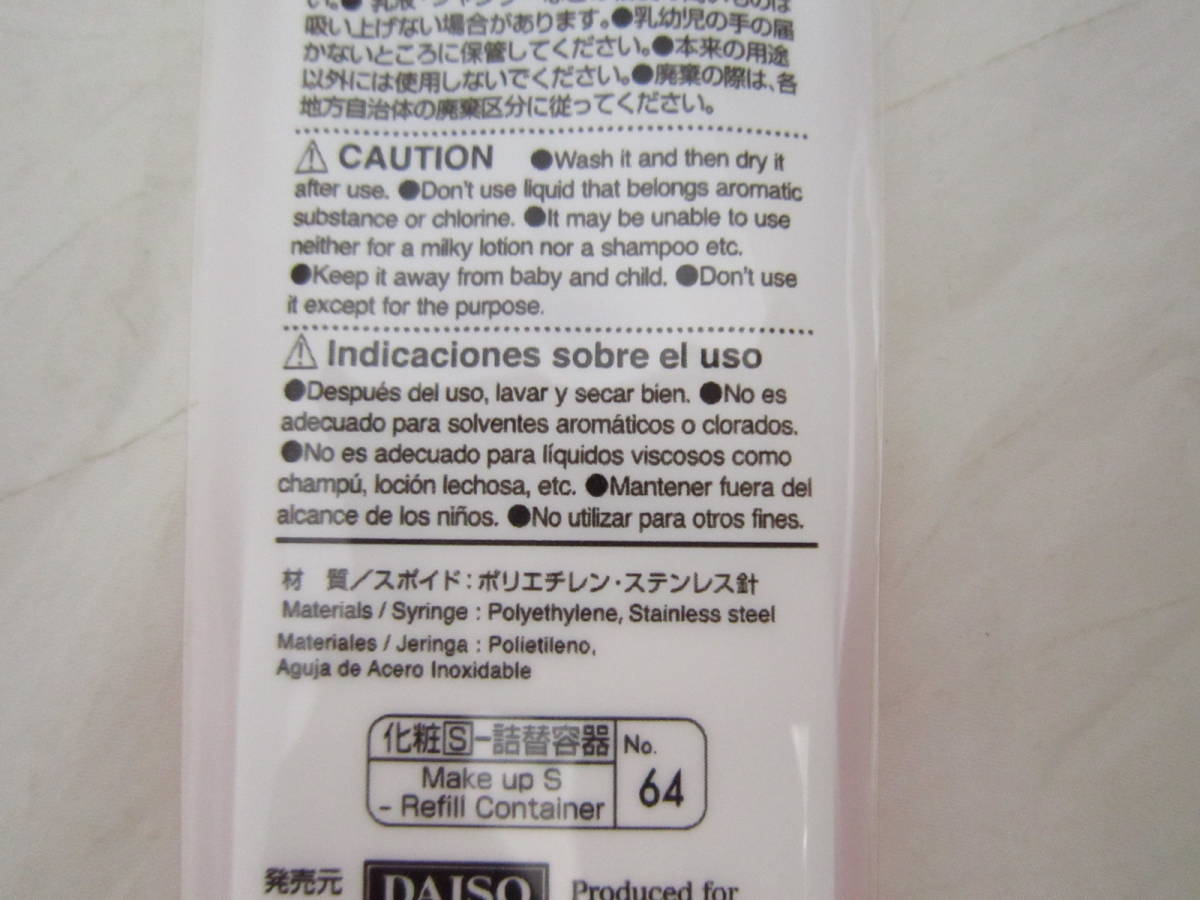 い。●乳液・シャンプーなど
吸い上げない場合があります。●乳幼児の手の届
かないところに保管してください。●本来の用途
以外には使用しないでください。●廃棄の際は、各
地方自治体の廃棄区分に従ってください。
⚠ CAUTION ●Wash it and then dry it
after use. ●Don't use liquid that belongs aromatic
substance or chlorine. ●It may be unable to use
neither for a milky lotion nor a shampoo etc.
●Keep it away from baby and child. ●Don't use
it except for the purpose.
⚠ Indicaciones sobre el uso
●Después del uso, lavar y secar bien. ●No es
adecuado para solventes aromáticos o clorados.
●No es adecuado para líquidos viscosos como
champú, loción lechosa, etc. ●Mantener fuera del
alcance de los niños. ●No utilizar para otros fines.
材 質/スポイド:ポリエチレン・ステンレス針
Materials / Syringe : Polyethylene, Stainless steel
Materiales / Jeringa : Polietileno,
Aguja de Acero Inoxidable
化粧S-詰替容器 No.
Make up S
- Refill Container 64
発売元 DAISO Produced for